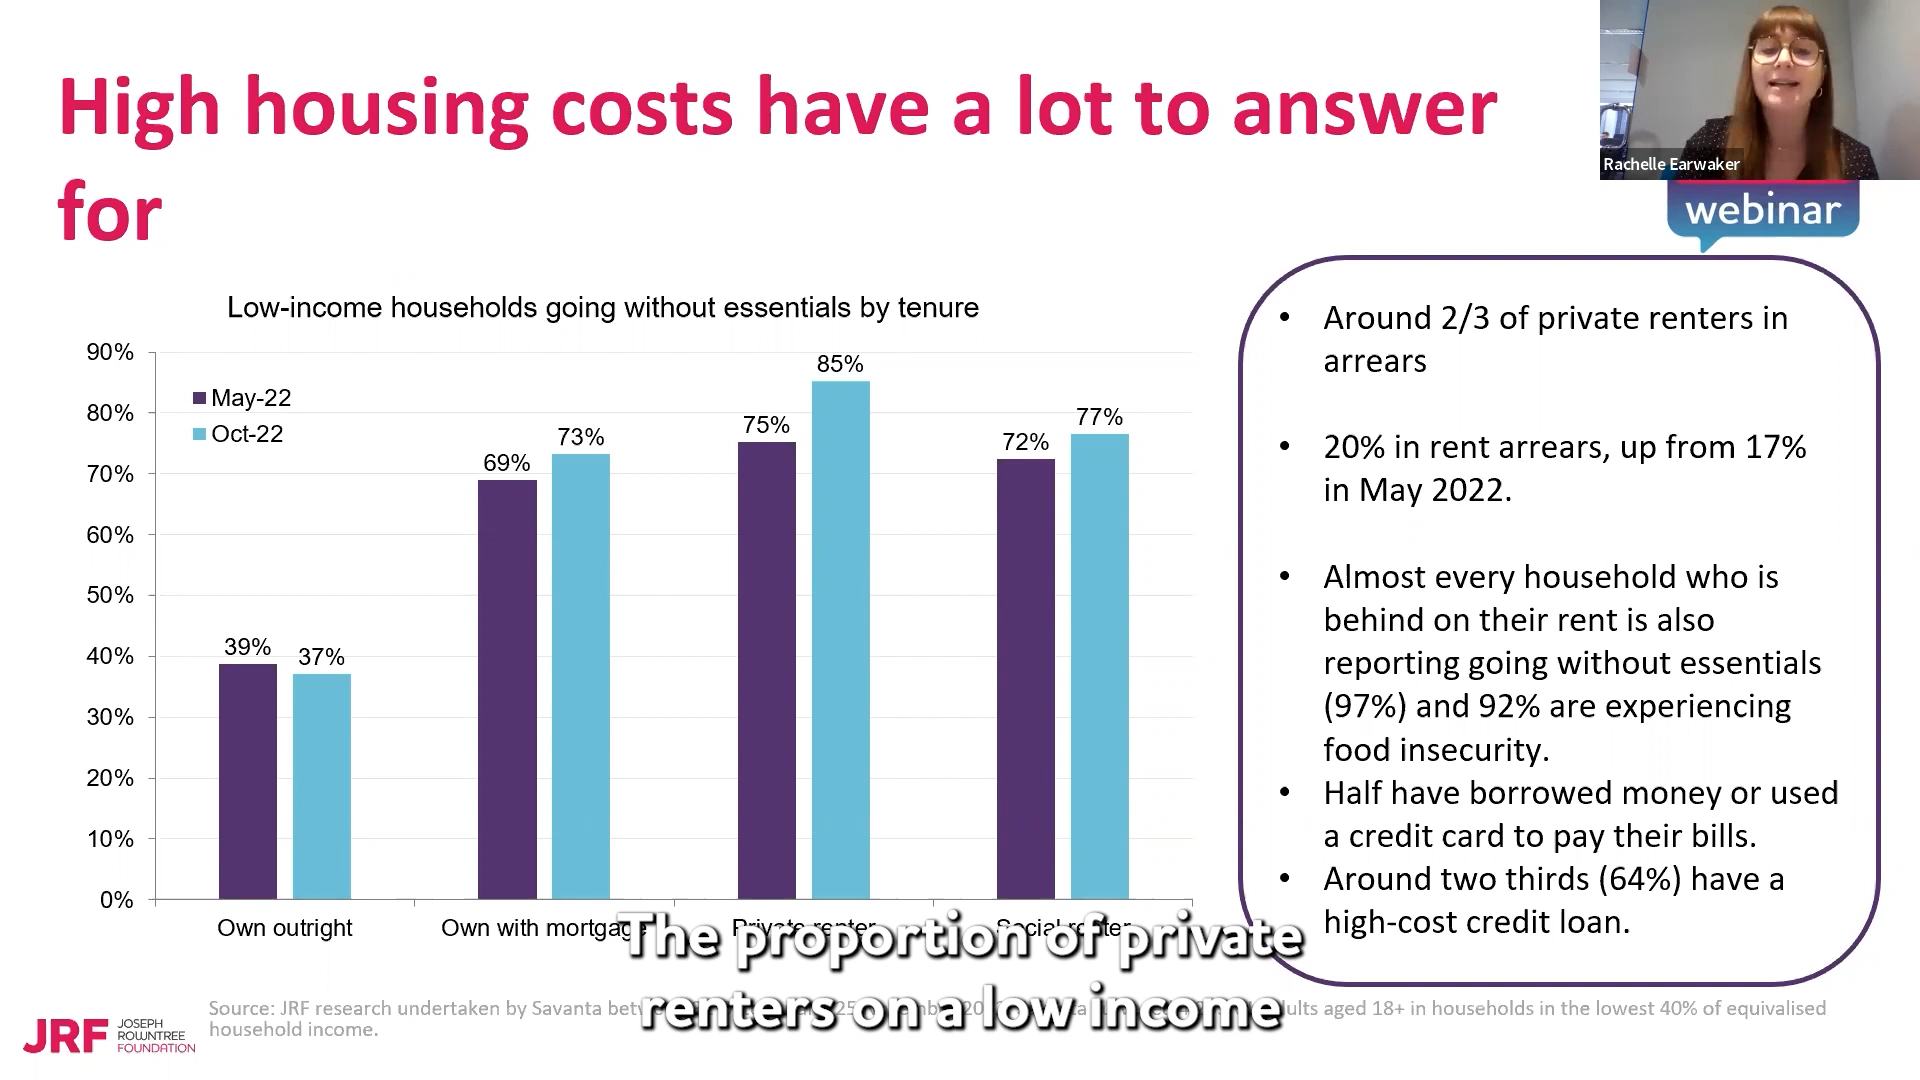 High housing costs have a lot to answer
for
Rachelle Earwaker
webinar
Low-income households going without essentials by tenure
90%
80%
70%
60%
50%
40%
30%
20%
10%
0%
May-22
Oct-22
39%
37%
69%
73%
75%
85%
72%
77%
Own outright
Own with mortgage
Private renter
Social renter
• Around 2/3 of private renters in
arrears
• 20% in rent arrears, up from 17%
in May 2022.
• Almost every household who is
behind on their rent is also
reporting going without essentials
(97%) and 92% are experiencing
food insecurity.
• Half have borrowed money or used
a credit card to pay their bills.
• Around two thirds (64%) have a
high-cost credit loan.
The proportion of private
renters on a low income
Source: JRF research undertaken by Savanta aged 18+ in households in the lowest 40% of equivalised
household income.
JRF
JOSEPH
ROWNTREE
FOUNDATION